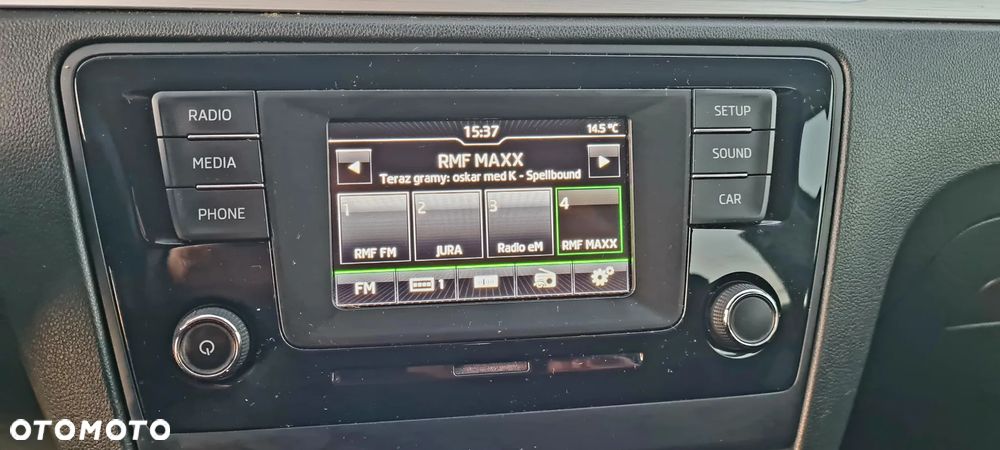 RADIO
MEDIA
PHONE
15:37
14.5 °C
RMF MAXX
Teraz gramy: oskar med K - Spellbound
1
RMF FM
2
JURA
3
Radio eM
4
RMF MAXX
FM
1
SETUP
SOUND
CAR
OTOMOTO